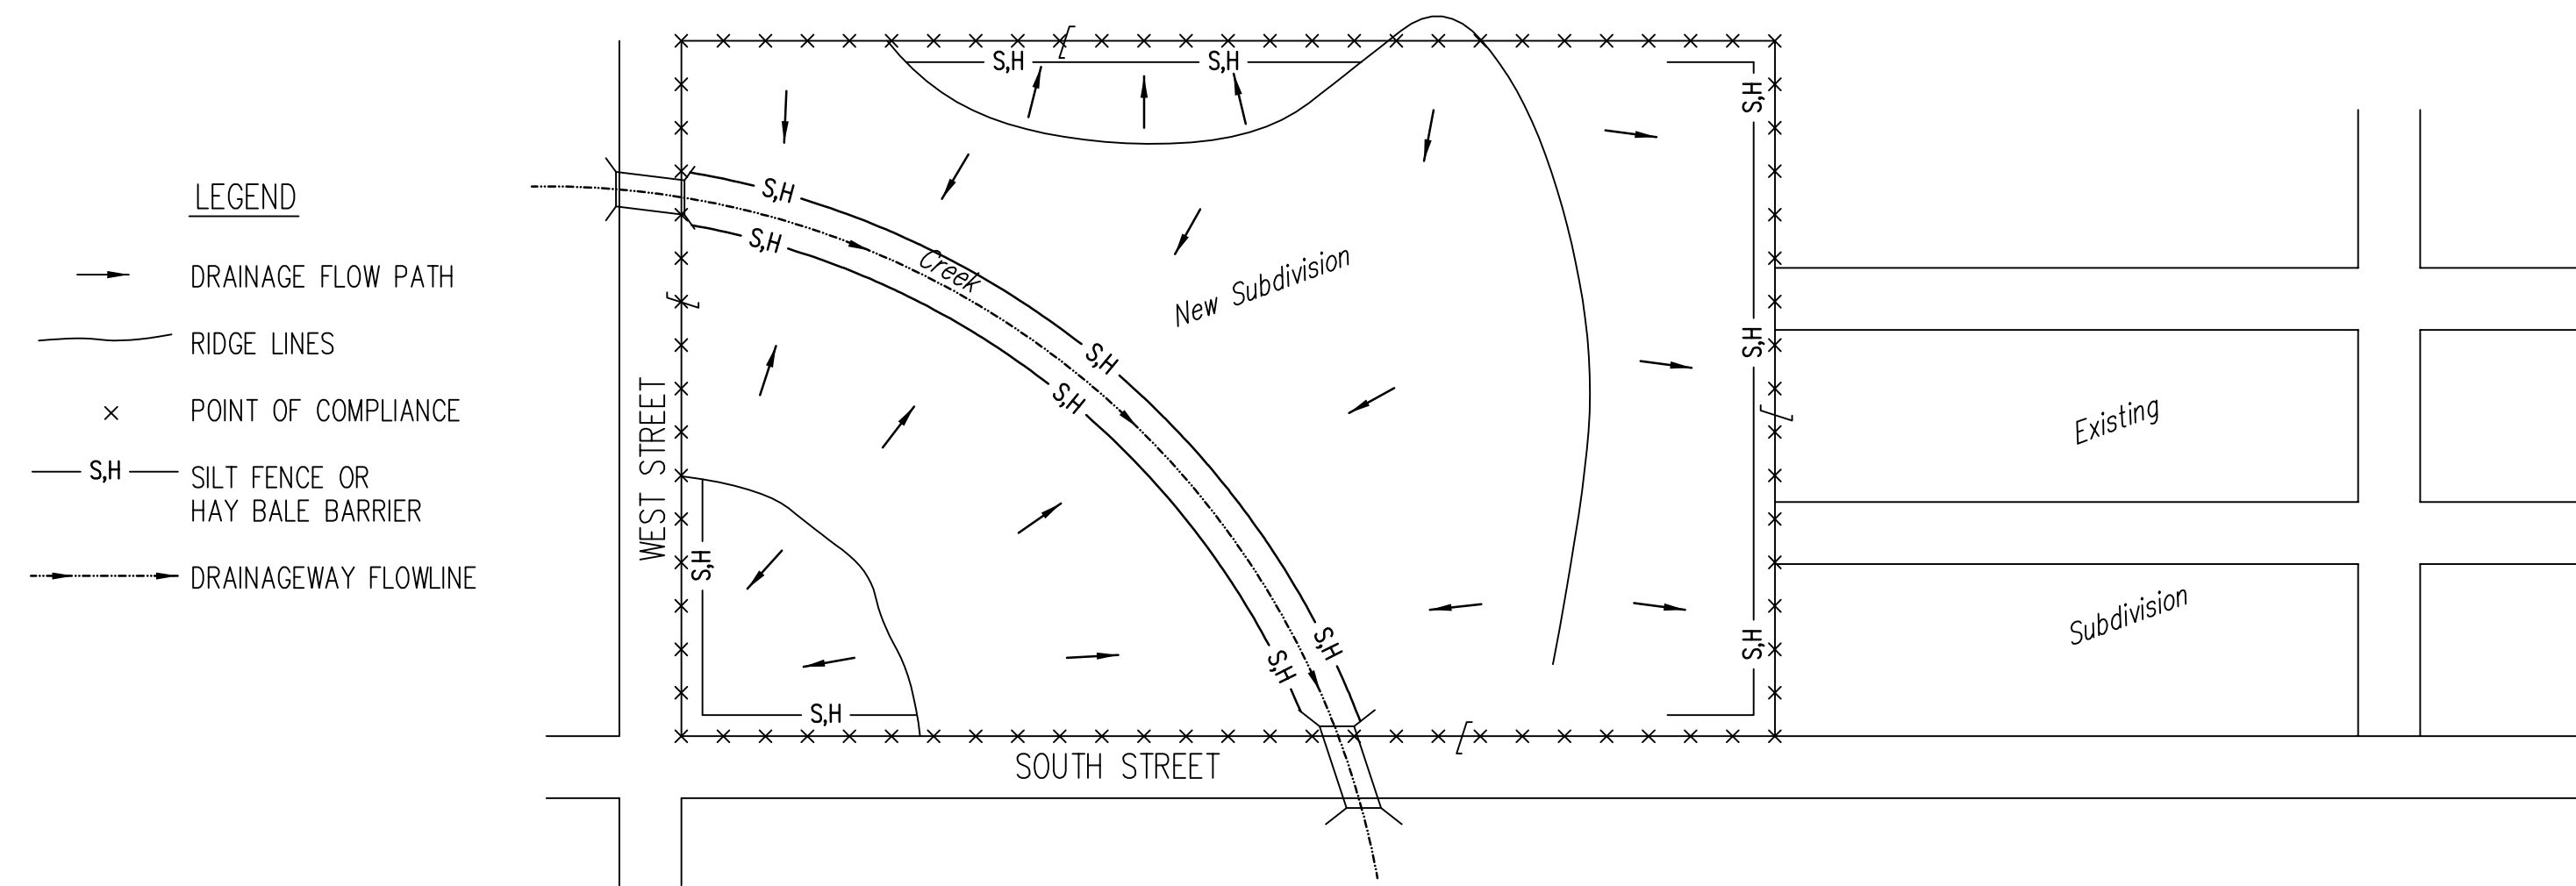 LEGEND
DRAINAGE FLOW PATH
RIDGE LINES
POINT OF COMPLIANCE
S,H
SILT FENCE OR
HAY BALE BARRIER
DRAINAGEWAY FLOWLINE
S,H
S,H
S,H
S,H
S,H
Creek
New Subdivision
S,H
S,H
S,H
WEST STREET
Existing
S,H
Subdivision
S,H
S,H
S,H
S,H
SOUTH STREET